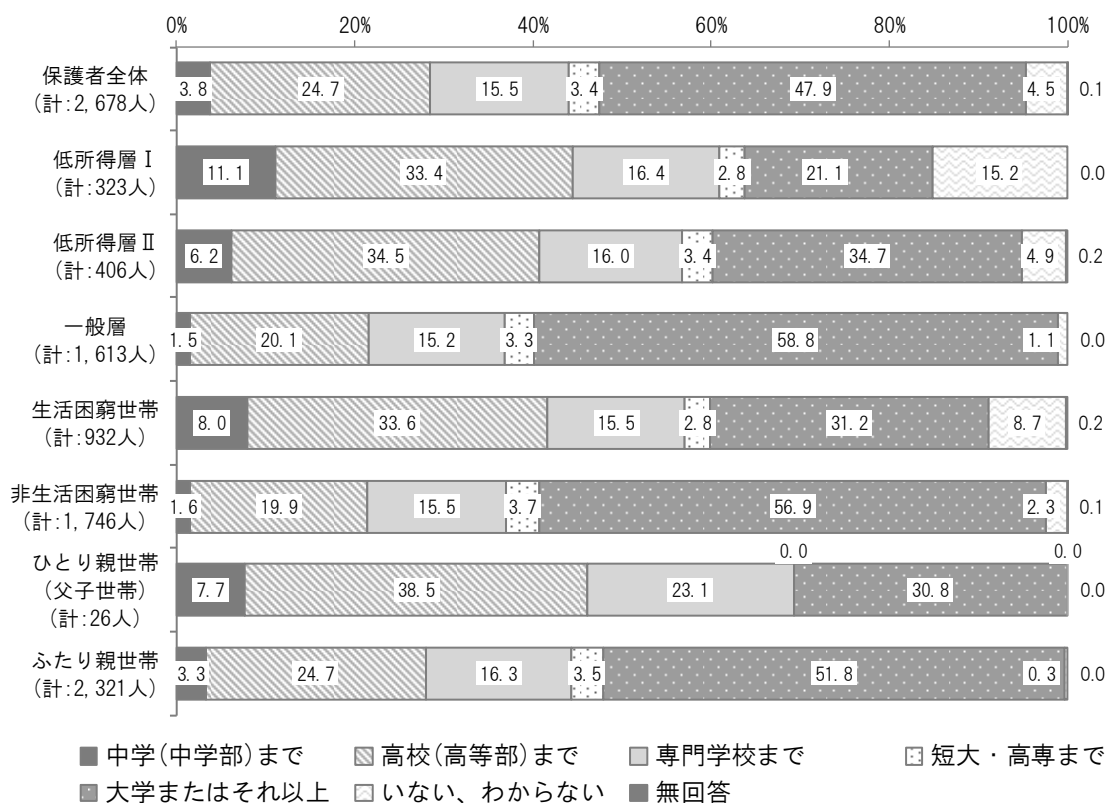 0% 20% 40% 60% 80% 100%
保護者全体
(計:2,678人)
3.8 24.7 15.5 3.4 47.9 4.5 0.1
低所得層Ⅰ
(計:323人)
11.1 33.4 16.4 2.8 21.1 15.2 0.0
低所得層Ⅱ
(計:406人)
6.2 34.5 16.0 3.4 34.7 4.9 0.2
一般層
(計:1,613人)
1.5 20.1 15.2 3.3 58.8 1.1 0.0
生活困窮世帯
(計:932人)
8.0 33.6 15.5 2.8 31.2 8.7 0.2
非生活困窮世帯
(計:1,746人)
1.6 19.9 15.5 3.7 56.9 2.3 0.1
ひとり親世帯
(父子世帯)
(計:26人)
0.0 0.0
7.7 38.5 23.1 30.8 0.0
ふたり親世帯
(計:2,321人)
3.3 24.7 16.3 3.5 51.8 0.3 0.0
中学(中学部)まで 高校(高等部)まで 専門学校まで 短大・高専まで
大学またはそれ以上 いない、わからない 無回答